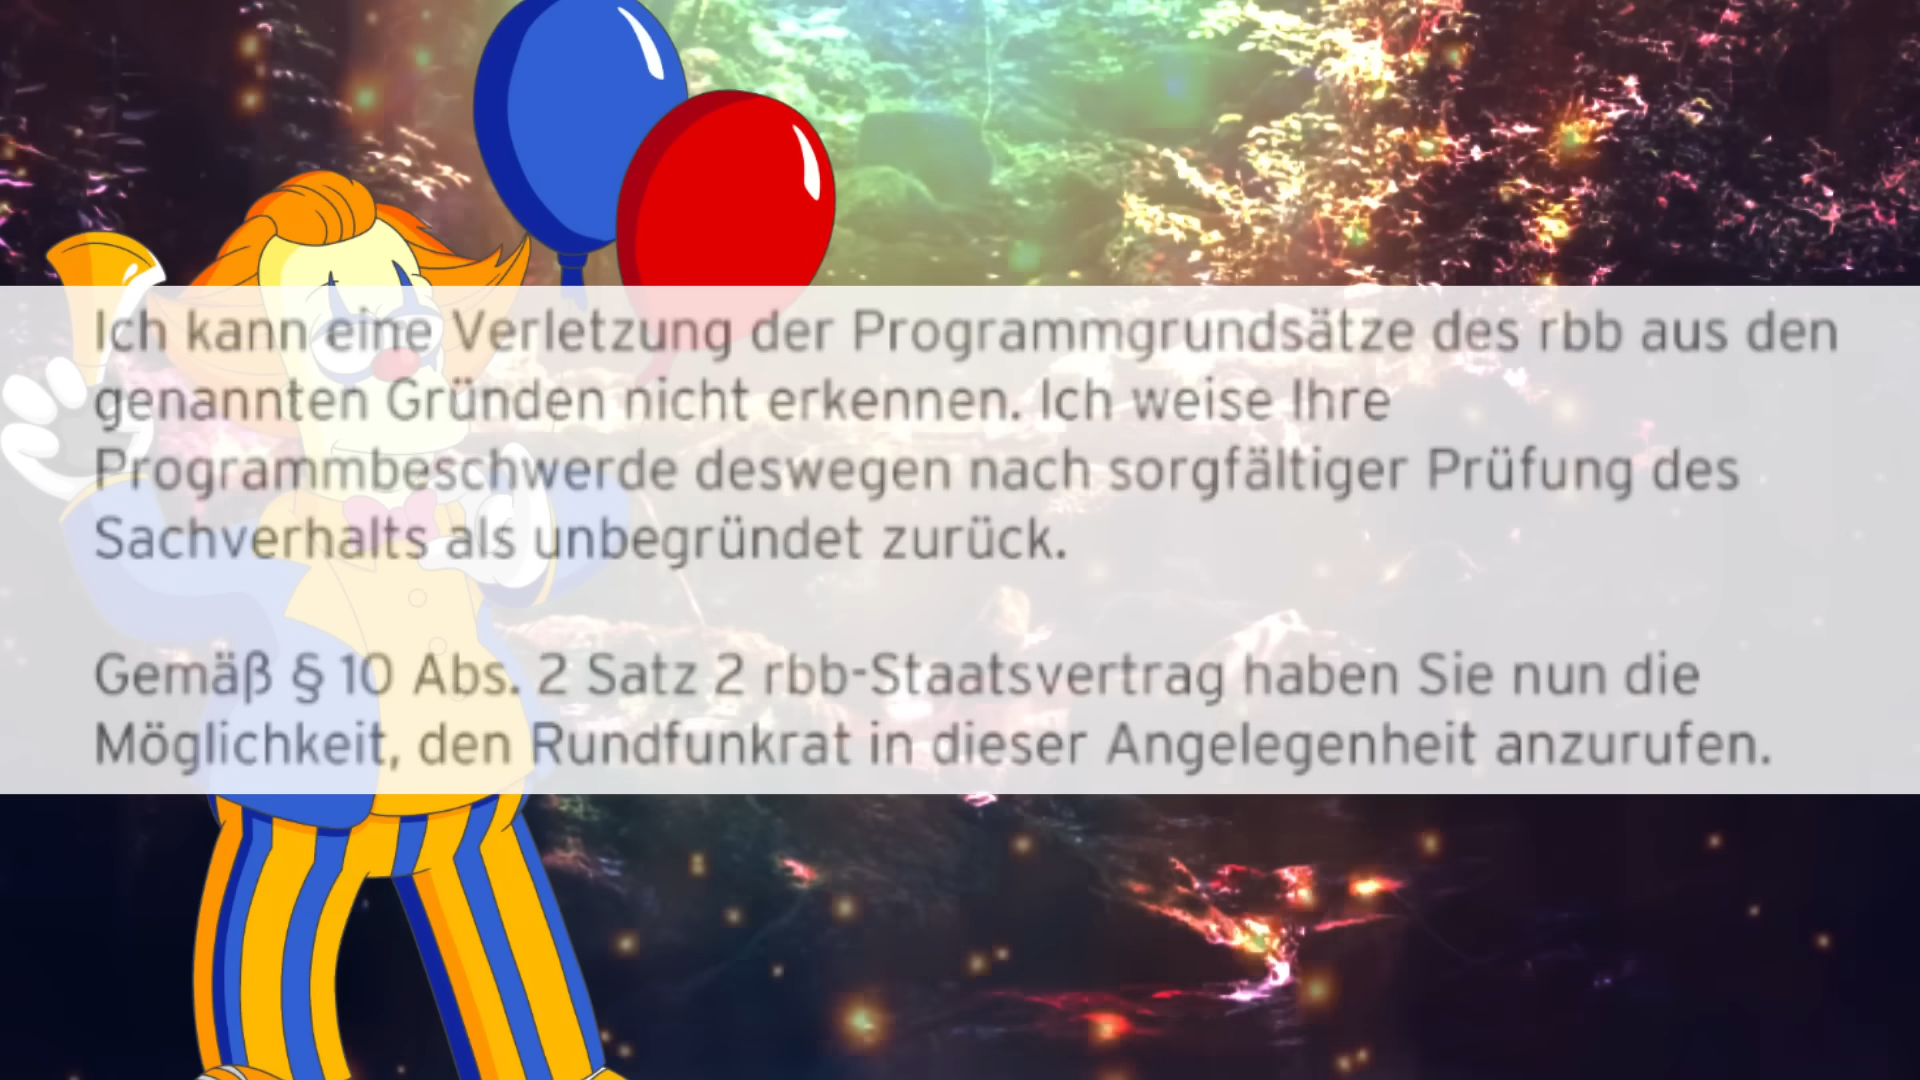 Ich kann eine Verletzung der Programmgrundsätze des rbb aus den
genannten Gründen nicht erkennen. Ich weise Ihre
Programmbeschwerde deswegen nach sorgfältiger Prüfung des
Sachverhalts als unbegründet zurück.
Gemäß § 10 Abs. 2 Satz 2 rbb-Staatsvertrag haben Sie nun die
Möglichkeit, den Rundfunkrat in dieser Angelegenheit anzurufen.